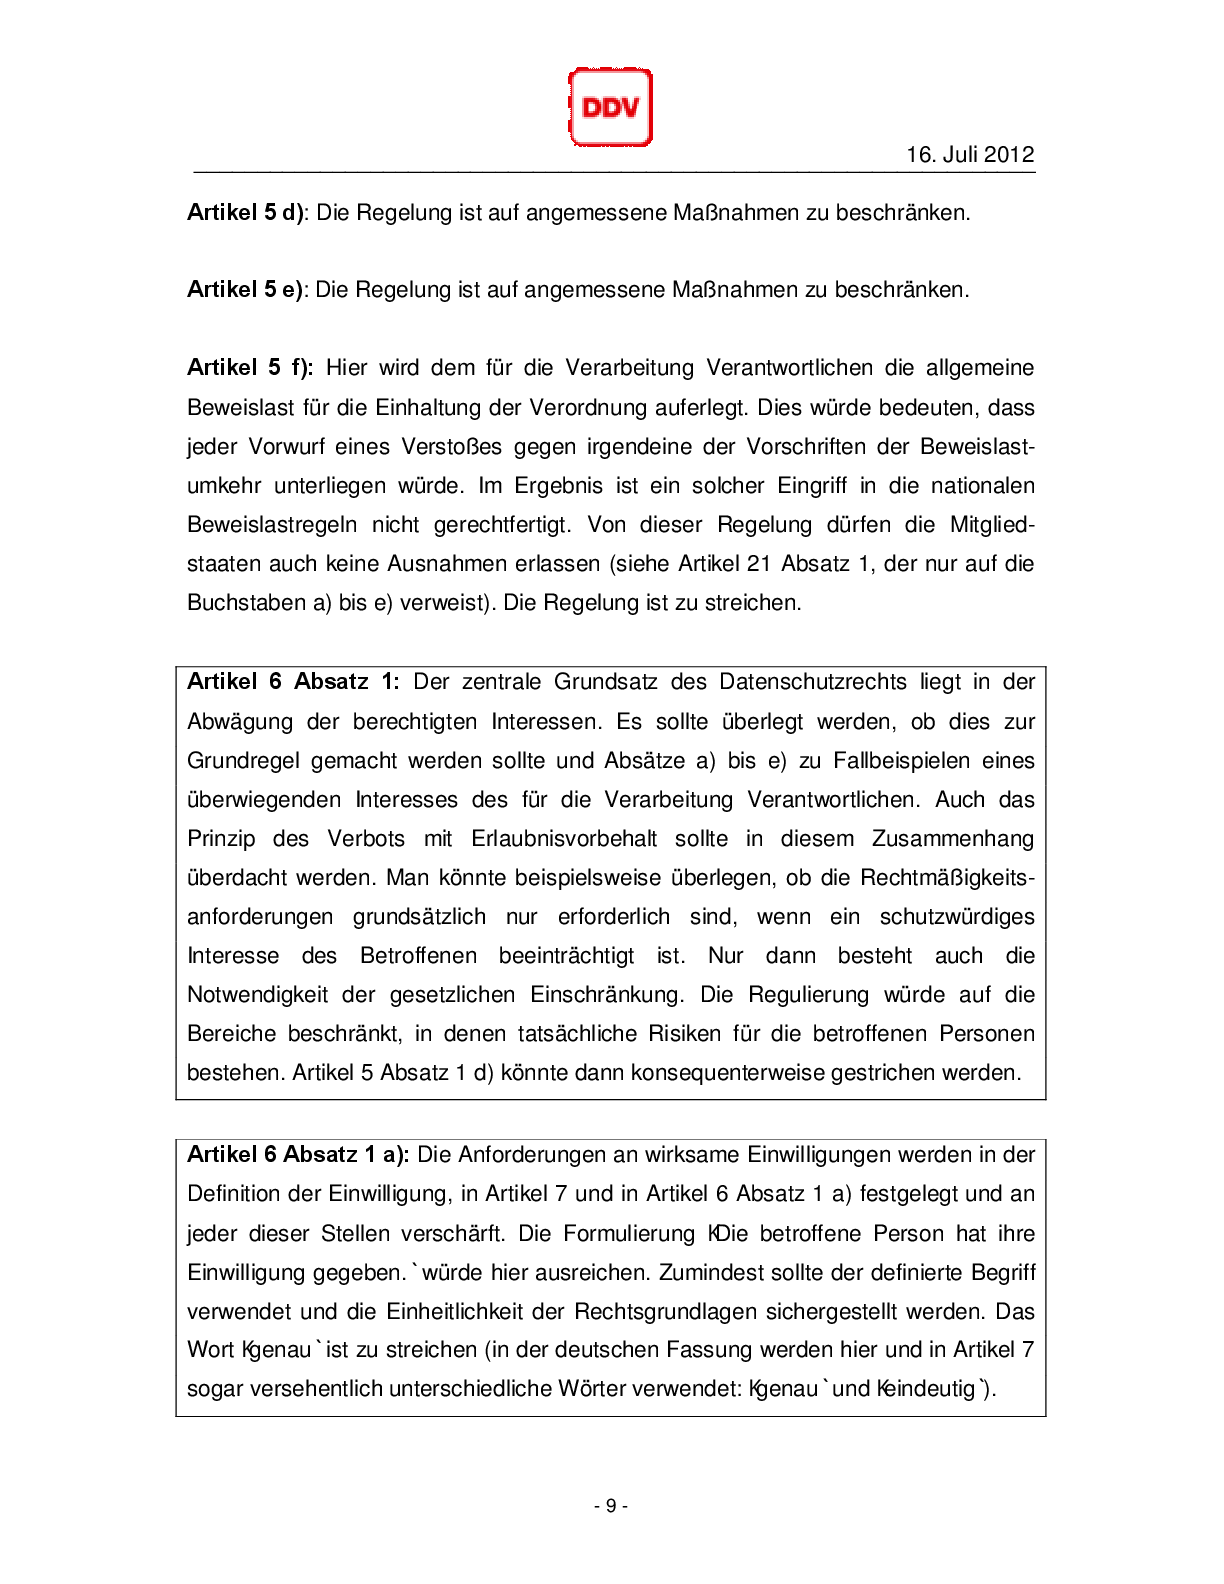 DDV
16. Juli 2012
Artikel 5 d): Die Regelung ist auf angemessene Maßnahmen zu beschränken.
Artikel 5 e): Die Regelung ist auf angemessene Maßnahmen zu beschränken.
Artikel 5 f): Hier wird dem für die Verarbeitung Verantwortlichen die allgemeine
Beweislast für die Einhaltung der Verordnung auferlegt. Dies würde bedeuten, dass
jeder Vorwurf eines Verstoßes gegen irgendeine der Vorschriften der Beweislast-
umkehr unterliegen würde. Im Ergebnis ist ein solcher Eingriff in die nationalen
Beweislastregeln nicht gerechtfertigt. Von dieser Regelung dürfen die Mitglied-
staaten auch keine Ausnahmen erlassen (siehe Artikel 21 Absatz 1, der nur auf die
Buchstaben a) bis e) verweist). Die Regelung ist zu streichen.
Artikel 6 Absatz 1: Der zentrale Grundsatz des Datenschutzrechts liegt in der
Abwägung der berechtigten Interessen. Es sollte überlegt werden, ob dies zur
Grundregel gemacht werden sollte und Absätze a) bis e) zu Fallbeispielen eines
überwiegenden Interesses des für die Verarbeitung Verantwortlichen. Auch das
Prinzip des Verbots mit Erlaubnisvorbehalt sollte in diesem Zusammenhang
überdacht werden. Man könnte beispielsweise überlegen, ob die Rechtmäßigkeits-
anforderungen grundsätzlich nur erforderlich sind, wenn ein schutzwürdiges
Interesse des Betroffenen beeinträchtigt ist. Nur dann besteht auch die
Notwendigkeit der gesetzlichen Einschränkung. Die Regulierung würde auf die
Bereiche beschränkt, in denen tatsächliche Risiken für die betroffenen Personen
bestehen. Artikel 5 Absatz 1 d) könnte dann konsequenterweise gestrichen werden.
Artikel 6 Absatz 1 a): Die Anforderungen an wirksame Einwilligungen werden in der
Definition der Einwilligung, in Artikel 7 und in Artikel 6 Absatz 1 a) festgelegt und an
jeder dieser Stellen verschärft. Die Formulierung KDie betroffene Person hat ihre
Einwilligung gegeben.` würde hier ausreichen. Zumindest sollte der definierte Begriff
verwendet und die Einheitlichkeit der Rechtsgrundlagen sichergestellt werden. Das
Wort Kgenau` ist zu streichen (in der deutschen Fassung werden hier und in Artikel 7
sogar versehentlich unterschiedliche Wörter verwendet: Kgenau` und Keindeutig`).
- 9 -